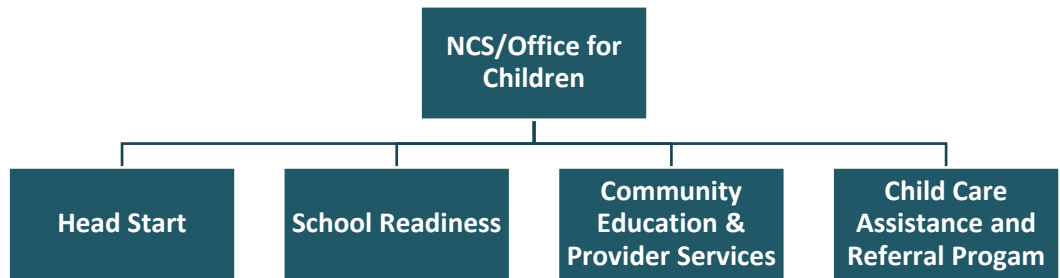 NCS/Office for
Children
Head Start
School Readiness
Community
Education &
Provider Services
Child Care
Assistance and
Referral Progam